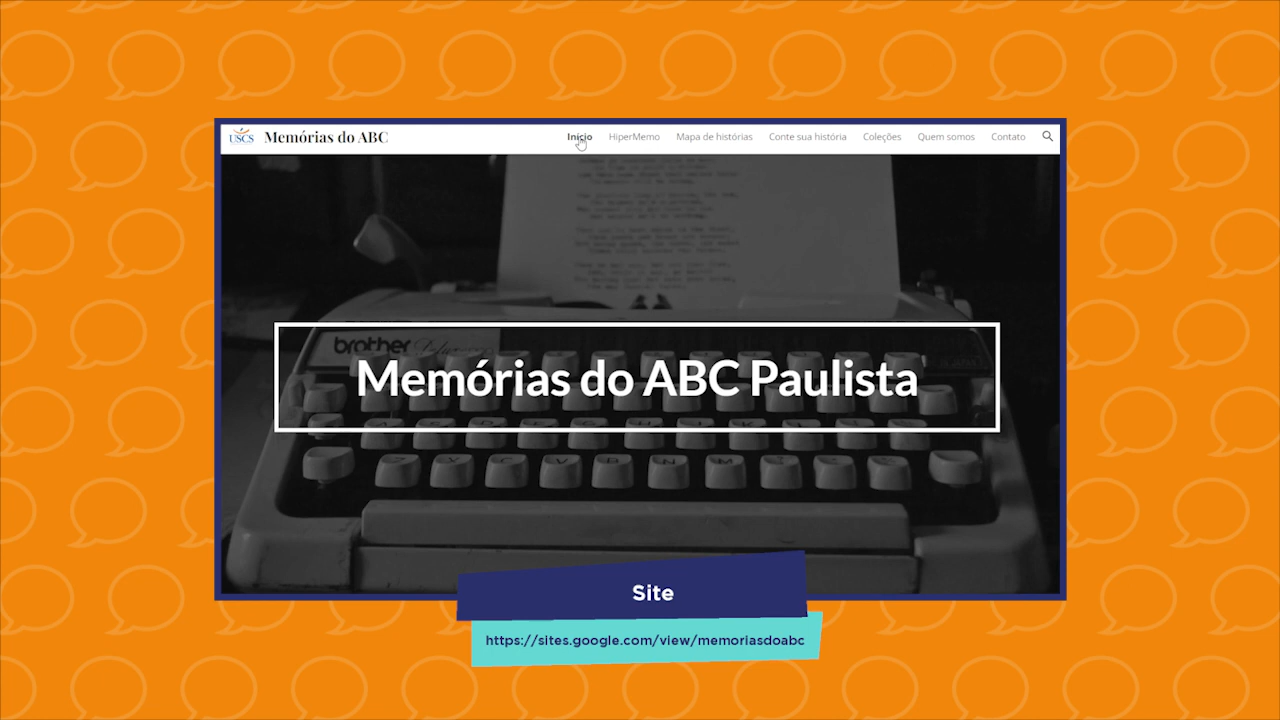 USCS Memórias do ABC Início HiperMemo Mapa de histórias Conte sua história Coleções Quem somos Contato
brother
Memórias do ABC Paulista
Site
https://sites.google.com/view/memoriasdoabc